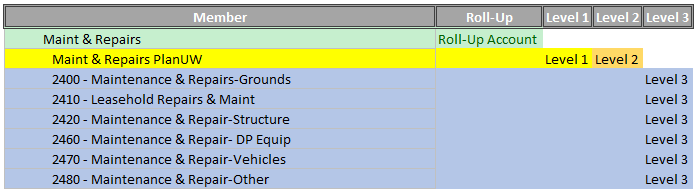 Member Roll-Up Level 1 Level 2 Level 3
Maint & Repairs Roll-Up Account
Maint & Repairs PlanUW Level 1 Level 2
2400 - Maintenance & Repairs-Grounds Level 3
2410 - Leasehold Repairs & Maint Level 3
2420 - Maintenance & Repair-Structure Level 3
2460 - Maintenance & Repair- DP Equip Level 3
2470 - Maintenance & Repair-Vehicles Level 3
2480 - Maintenance & Repair-Other Level 3